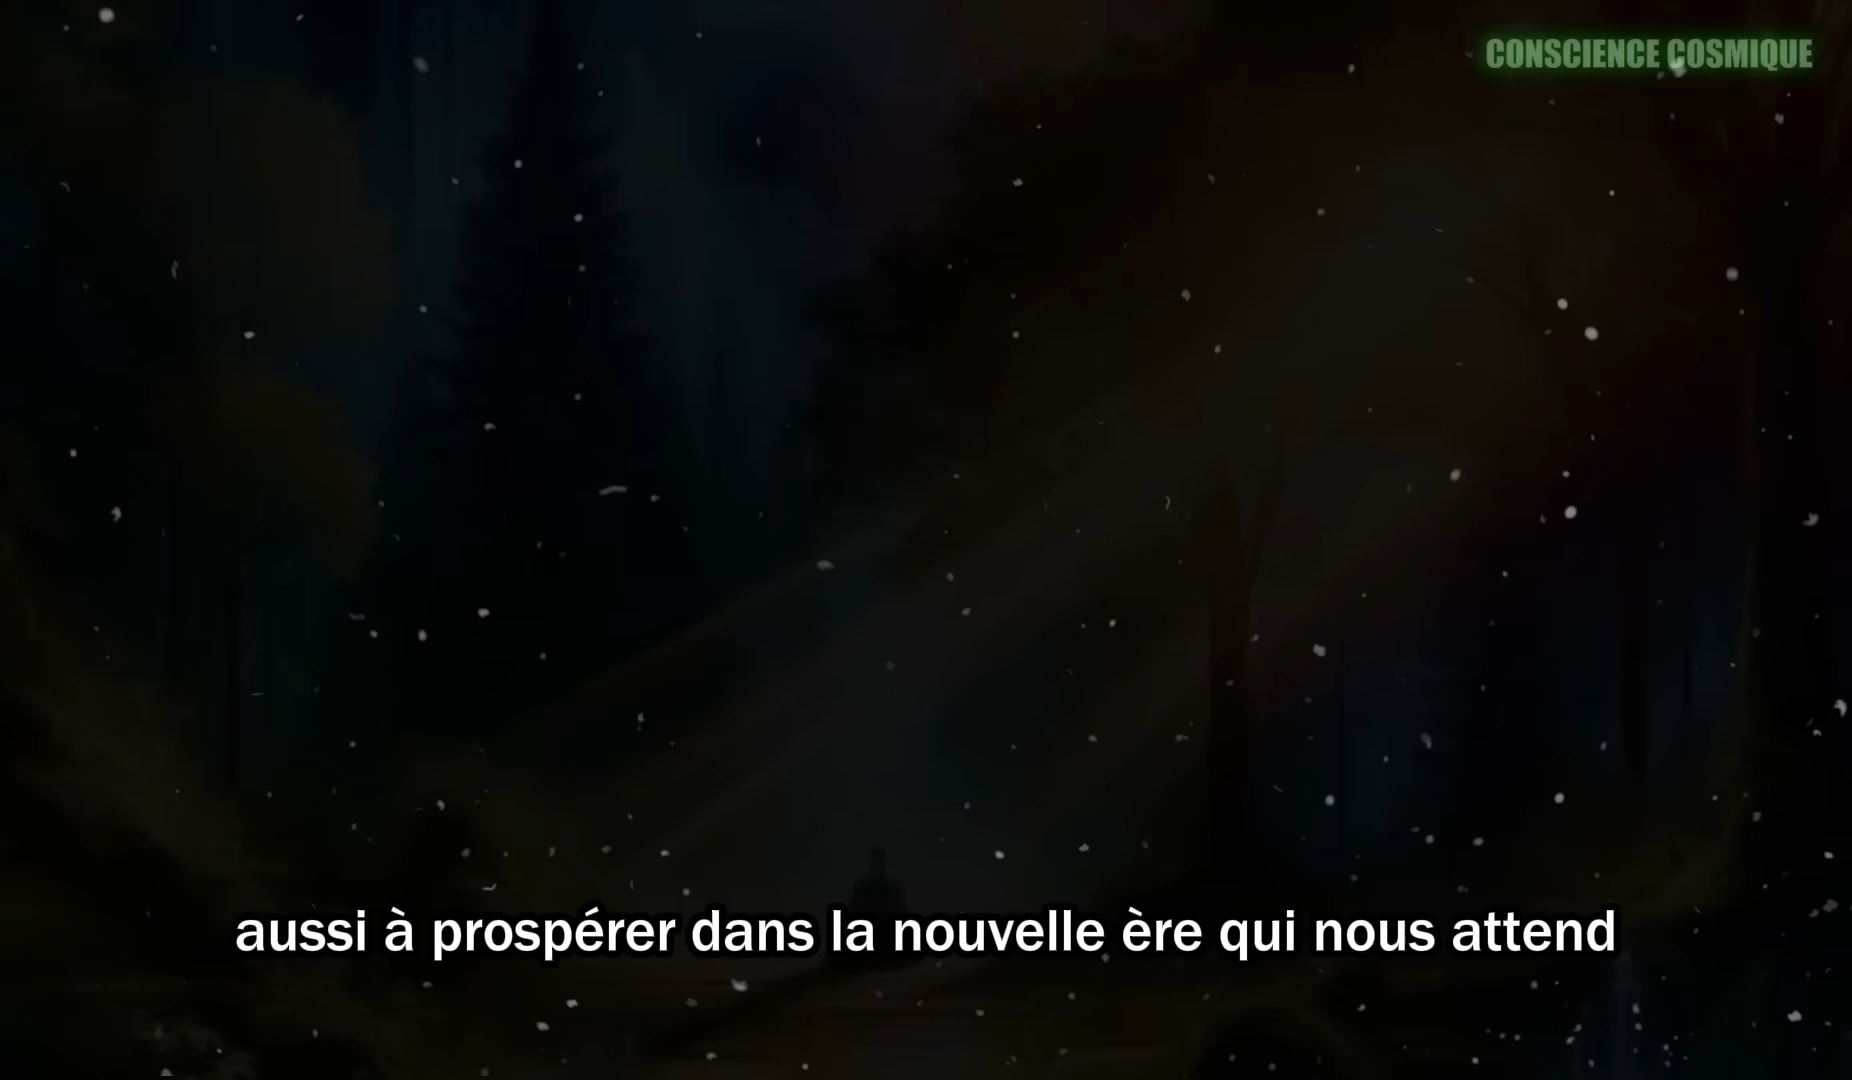 CONSCIENCE COSMIQUE
aussi à prospérer dans la nouvelle ère qui nous attend